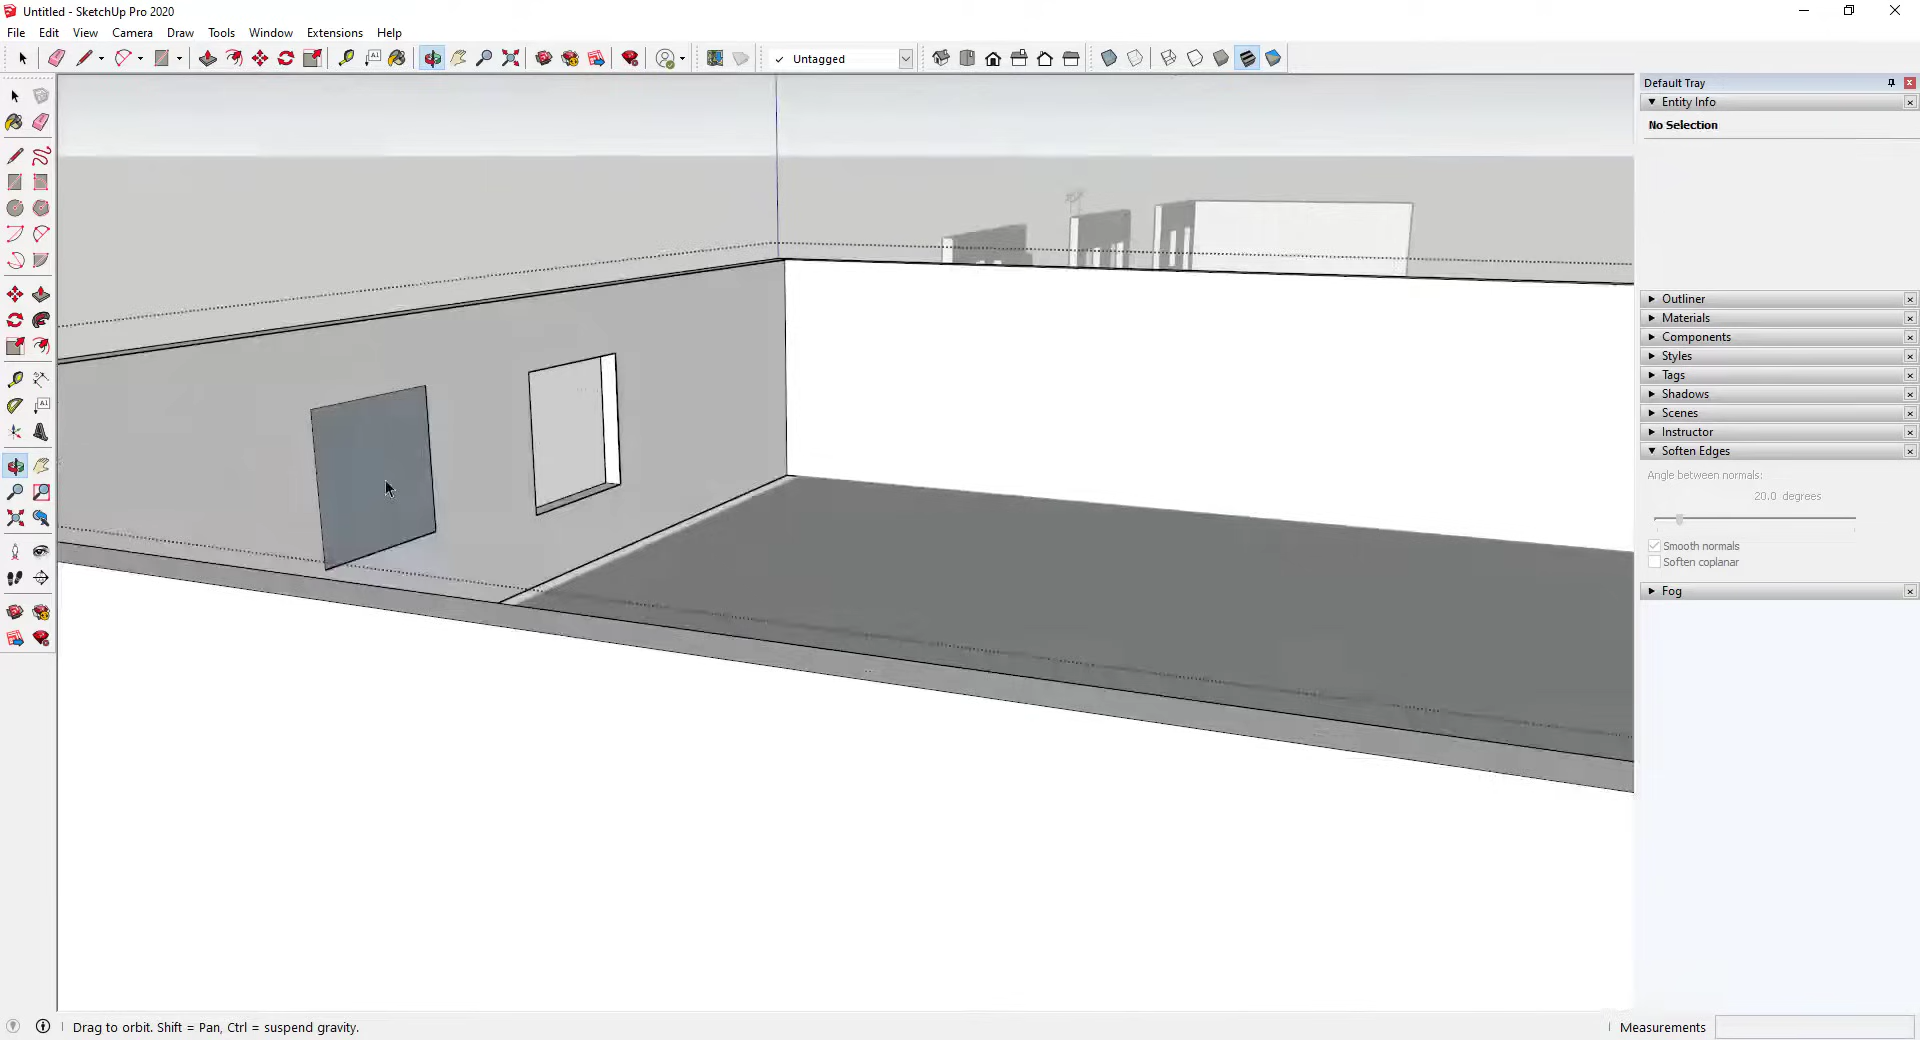 Untitled - SketchUp Pro 2020
File Edit View Camera Draw Tools Window Extensions Help
Untagged
Default Tray
Entity Info
No Selection
Outliner
Materials
Components
Styles
Tags
Shadows
Scenes
Instructor
Soften Edges
Angle between normals:
20.0 degrees
Smooth normals
Soften coplanar
Fog
Drag to orbit. Shift = Pan, Ctrl = suspend gravity.
Measurements